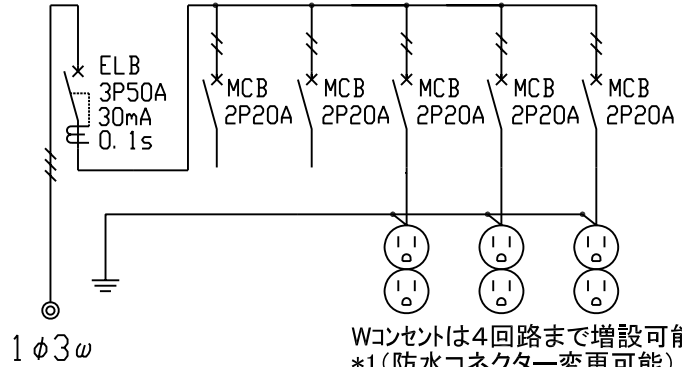 ELB
3P50A
30mA
0.1s
MCB
2P20A
MCB
2P20A
MCB
2P20A
MCB
2P20A
MCB
2P20A
1φ3ω
Wコンセントは4回路まで増設可能
*1(防水コネクター変更可能)